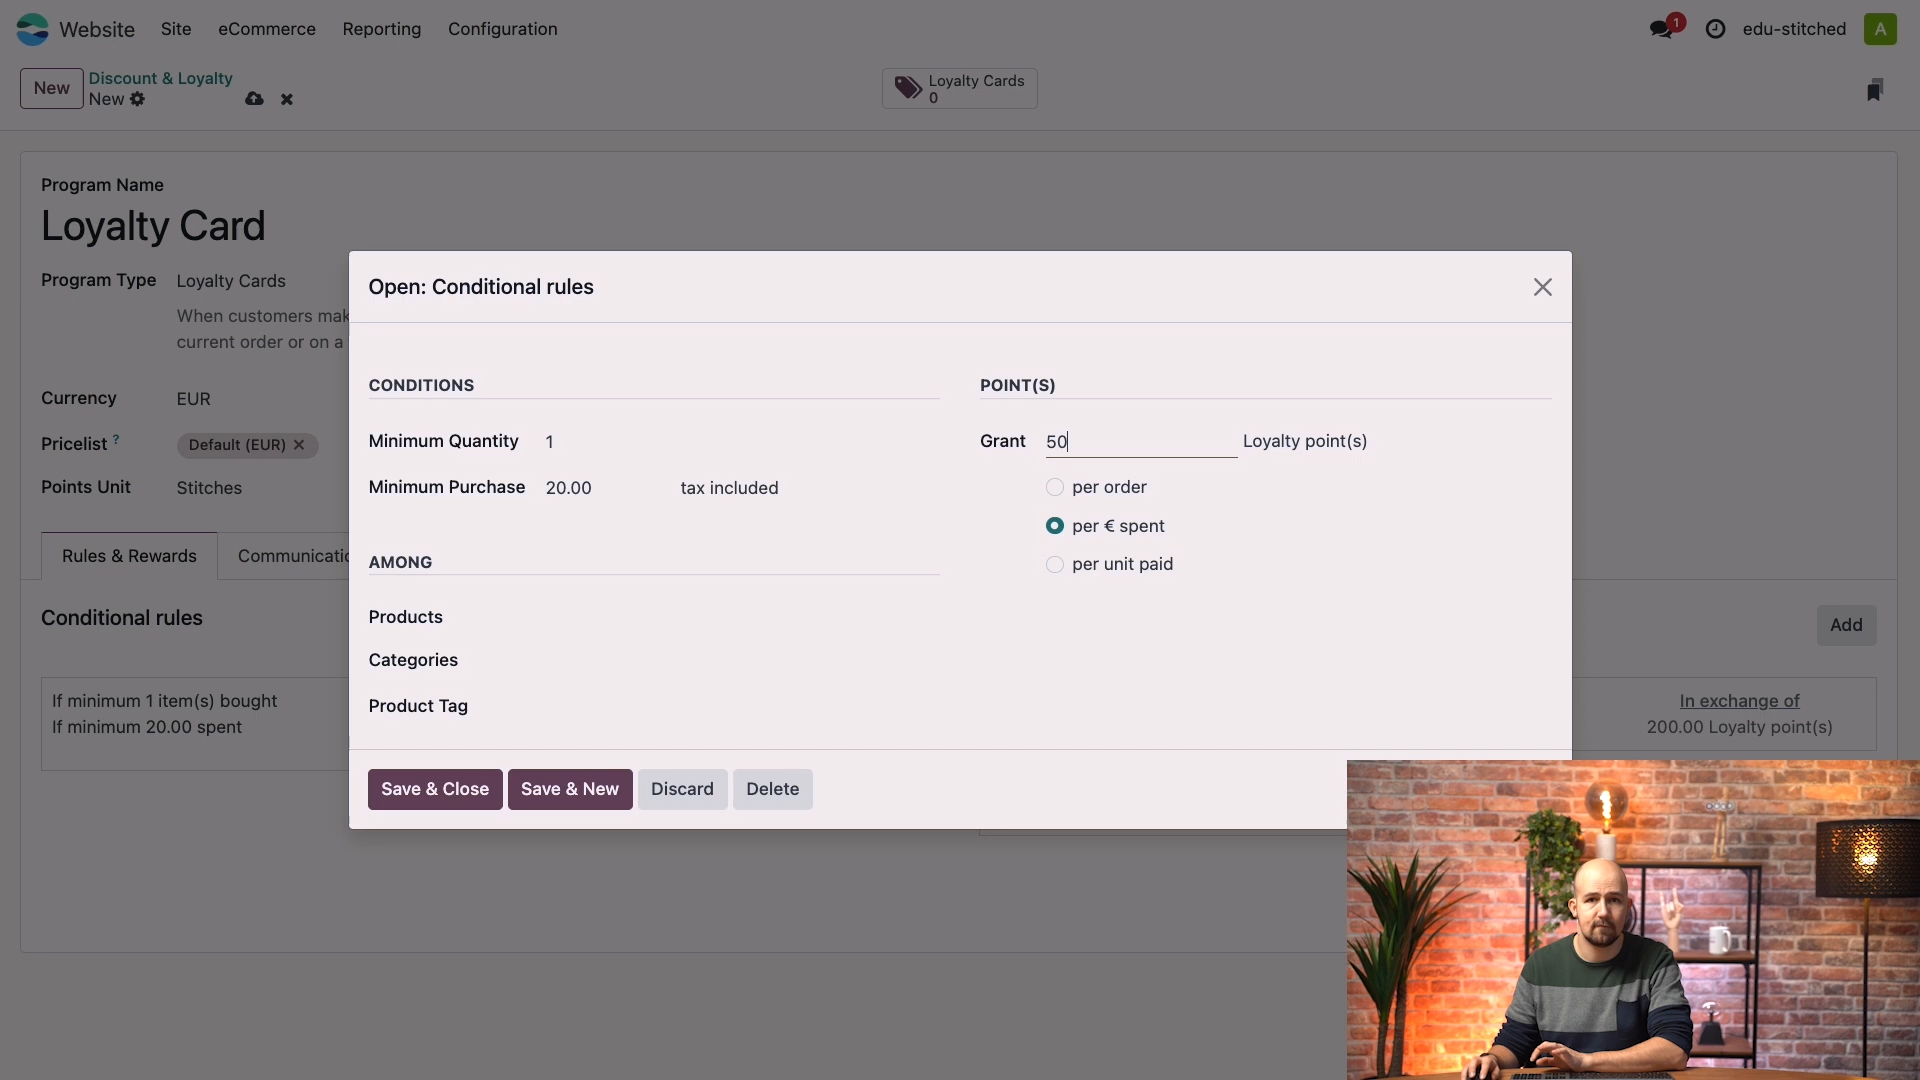 Website Site eCommerce Reporting Configuration 1 edu-stitched A
New Discount & Loyalty
New
Loyalty Cards
0
Program Name
Loyalty Card
Program Type Loyalty Cards
When customers mak
current order or on a
Currency EUR
Pricelist ? Default (EUR)
Points Unit Stitches
Rules & Rewards Communicatio
Conditional rules
Add
If minimum 1 item(s) bought
If minimum 20.00 spent
In exchange of
200.00 Loyalty point(s)
Open: Conditional rules
CONDITIONS
Minimum Quantity 1
Minimum Purchase 20.00 tax included
AMONG
Products
Categories
Product Tag
POINT(S)
Grant 50 Loyalty point(s)
per order
per € spent
per unit paid
Save & Close Save & New Discard Delete